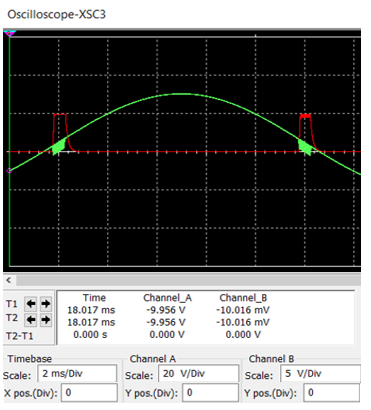 Oscilloscope-XSC3
Time Channel_A Channel_B
T1 18.017 ms -9.956 V -10.016 mV
T2 18.017 ms -9.956 V -10.016 mV
T2-T1 0.000 s 0.000 V 0.000 V
Timebase Channel A Channel B
Scale: 2 ms/Div Scale: 20 V/Div Scale: 5 V/Div
X pos.(Div): 0 Y pos.(Div): 0 Y pos.(Div): 0